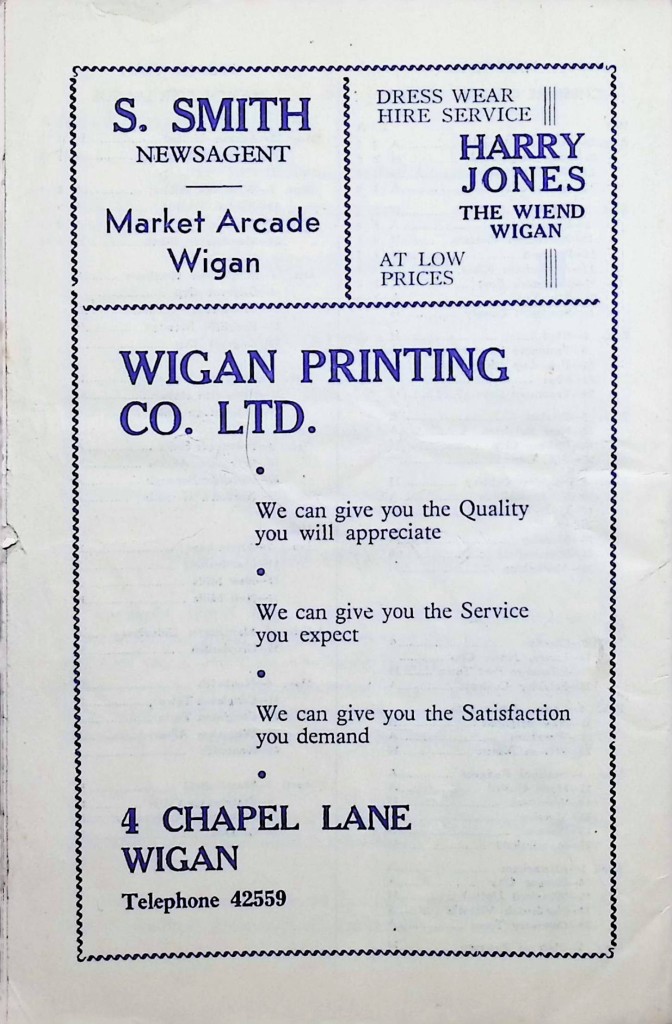 S. SMITH
NEWSAGENT
Market Arcade
Wigan
DRESS WEAR
HIRE SERVICE
HARRY
JONES
THE WIEND
WIGAN
AT LOW
PRICES
WIGAN PRINTING
CO. LTD.
We can give you the Quality
you will appreciate
We can give you the Service
you expect
We can give you the Satisfaction
you demand
4 CHAPEL LANE
WIGAN
Telephone 42559